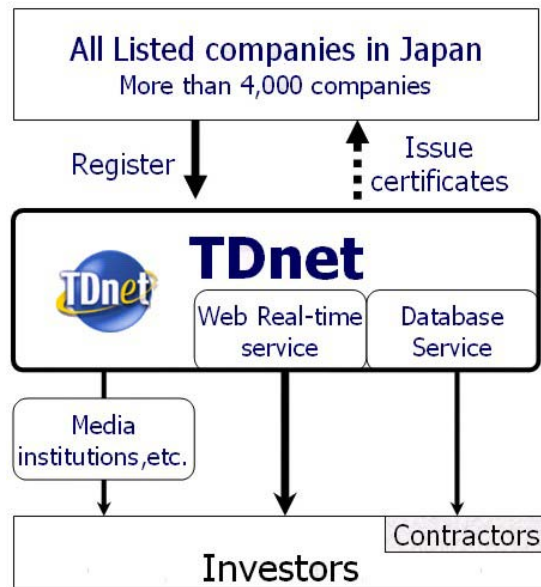 All Listed companies in Japan
More than 4,000 companies
Register
Issue
certificates
TDnet
TDnet
Web Real-time
service
Database
Service
Media
institutions,etc.
Contractors
Investors